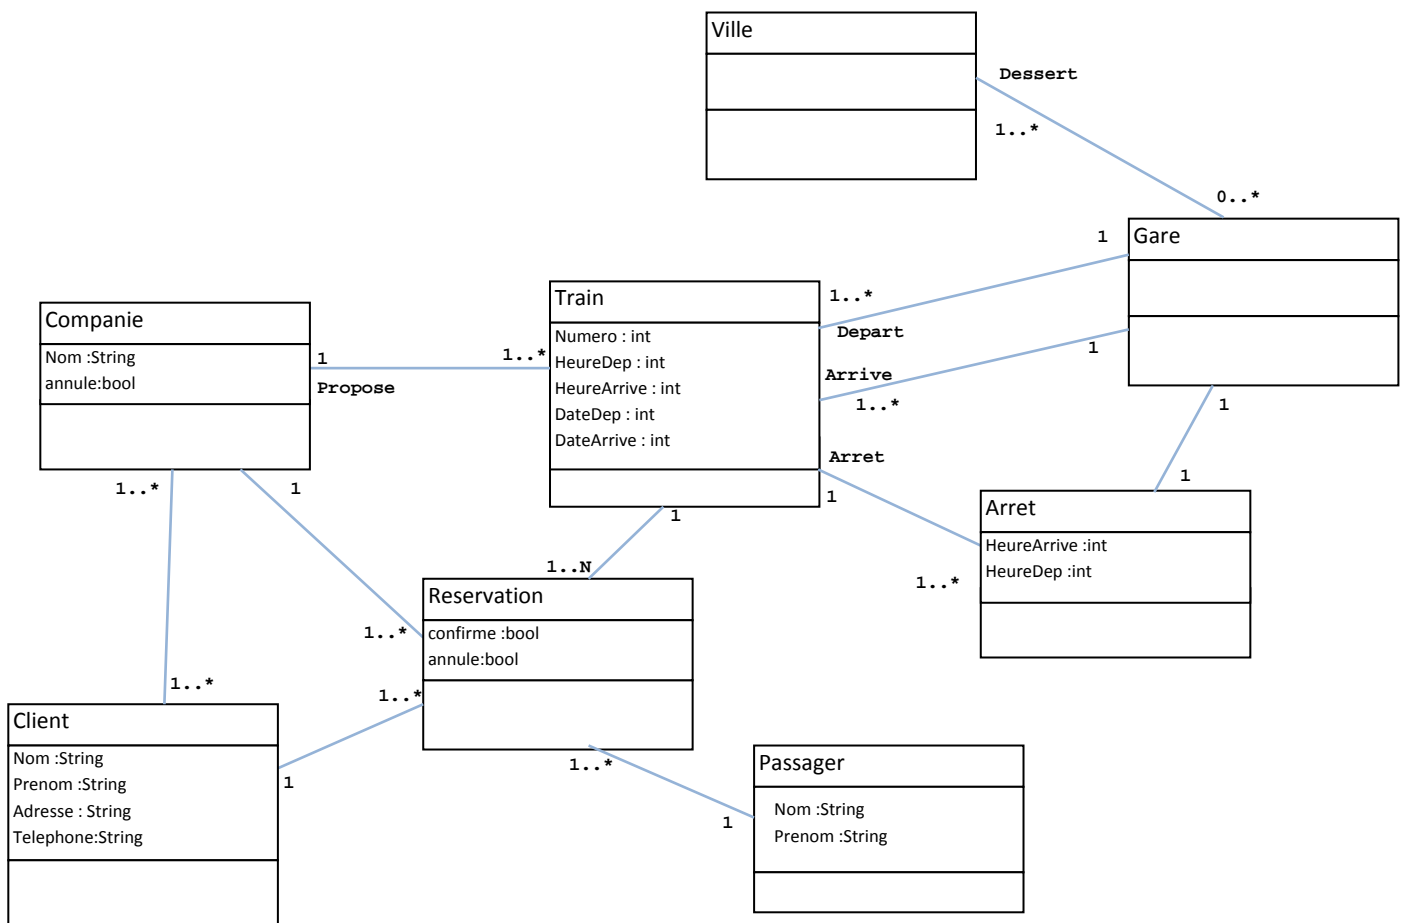 Ville
Dessert
1..*
0..*
Gare
1
Train
1..*
Depart
Numero : int
HeureDep : int
HeureArrive : int
DateDep : int
DateArrive : int
Companie
Nom :String
annule:bool
1
1..*
Propose
Arrive
1
1..*
Arret
1
1
1
1..*
Arret
HeureArrive :int
HeureDep :int
1..*
1
1
1..N
Reservation
confirme :bool
annule:bool
1..*
1..*
1..*
Client
Nom :String
Prenom :String
Adresse : String
Telephone:String
1
1..*
1
Passager
Nom :String
Prenom :String